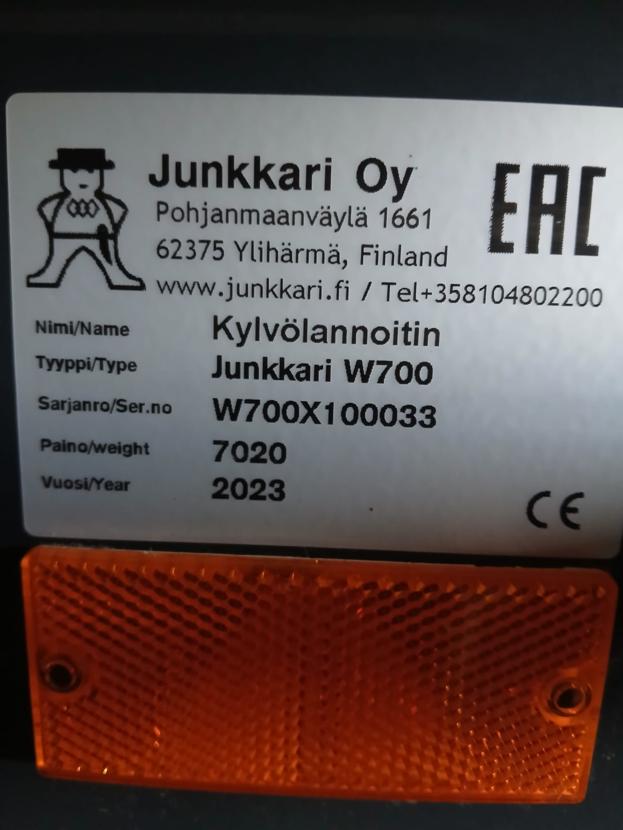 Junkkari Oy
EAC
Pohjanmaanväylä 1661
62375 Ylihärmä, Finland
www.junkkari.fi / Tel+358104802200
Nimi/Name Kylvölannoitin
Tyyppi/Type Junkkari W700
Sarjanro/Ser.no W700X100033
Paino/weight 7020
Vuosi/Year 2023
CE